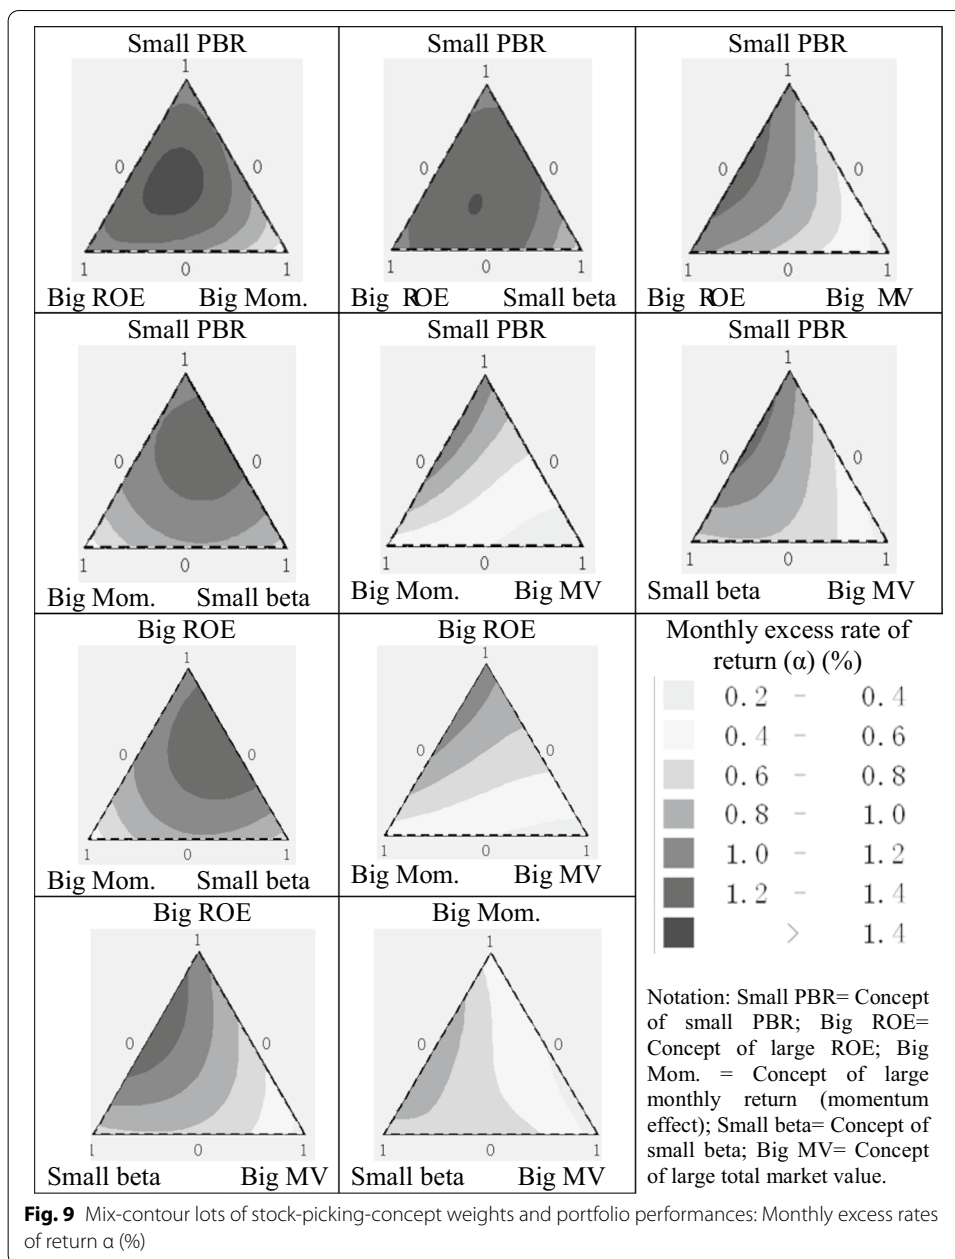 Small PBR
1
0
0
1
0
1
Big ROE
Big Mom.
Small PBR
1
0
0
1
0
1
Big ROE
Small beta
Small PBR
1
0
0
1
0
1
Big ROE
Big MV
Small PBR
1
0
0
1
0
1
Big Mom.
Small beta
Small PBR
1
0
0
1
0
1
Big Mom.
Big MV
Small PBR
1
0
0
1
0
1
Small beta
Big MV
Big ROE
1
0
0
1
0
1
Big Mom.
Small beta
Big ROE
1
0
0
1
0
1
Big Mom.
Big MV
Monthly excess rate of
return (α) (%)
0.2 - 0.4
0.4 - 0.6
0.6 - 0.8
0.8 - 1.0
1.0 - 1.2
1.2 - 1.4
> 1.4
Big ROE
1
0
0
1
0
1
Small beta
Big MV
Big Mom.
1
0
0
1
0
1
Small beta
Big MV
Notation: Small PBR= Concept
of small PBR; Big ROE=
Concept of large ROE; Big
Mom. = Concept of large
monthly return (momentum
effect); Small beta= Concept of
small beta; Big MV= Concept
of large total market value.
Fig. 9 Mix-contour lots of stock-picking-concept weights and portfolio performances: Monthly excess rates
of return α (%)